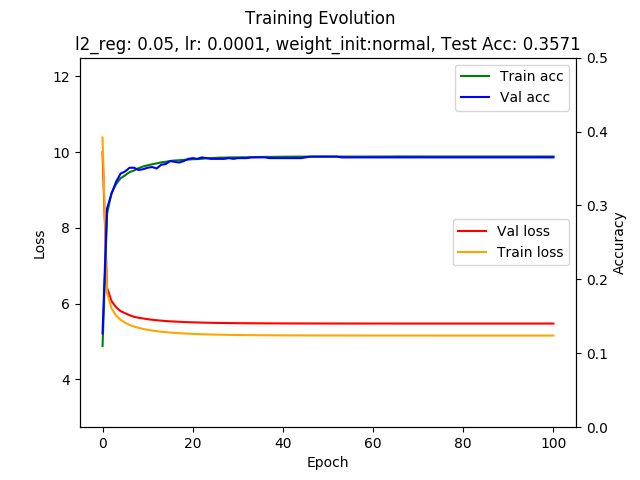 Training Evolution
l2_reg: 0.05, lr: 0.0001, weight_init:normal, Test Acc: 0.3571
Train acc
Val acc
Val loss
Train loss
12
10
8
6
4
Loss
0.5
0.4
0.3
0.2
0.1
0.0
Accuracy
0 20 40 60 80 100
Epoch